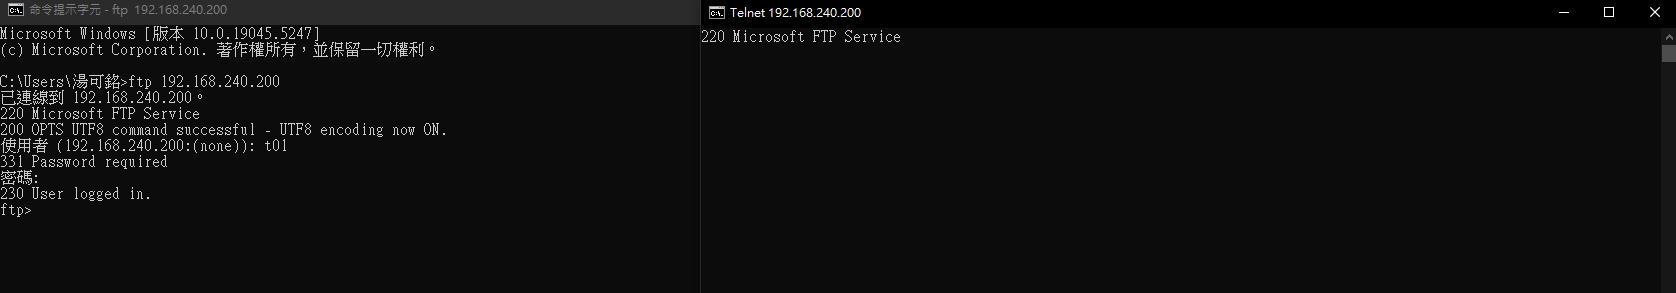 命令提示字元 - ftp 192.168.240.200
Microsoft Windows [版本 10.0.19045.5247]
(c) Microsoft Corporation. 著作權所有，並保留一切權利。
C:\Users\湯可銘>ftp 192.168.240.200
已連線到 192.168.240.200。
220 Microsoft FTP Service
200 OPTS UTF8 command successful - UTF8 encoding now ON.
使用者 (192.168.240.200:(none)): t01
331 Password required
密碼:
230 User logged in.
ftp>
Telnet 192.168.240.200
220 Microsoft FTP Service